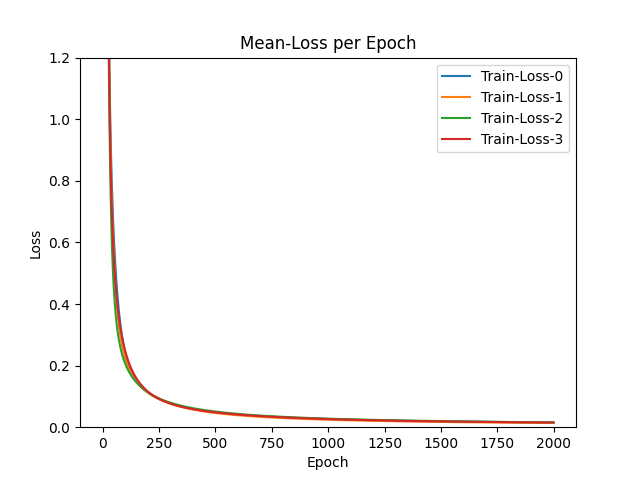 Mean-Loss per Epoch
1.2
1.0
0.8
0.6
0.4
0.2
0.0
Loss
Train-Loss-0
Train-Loss-1
Train-Loss-2
Train-Loss-3
0 250 500 750 1000 1250 1500 1750 2000
Epoch